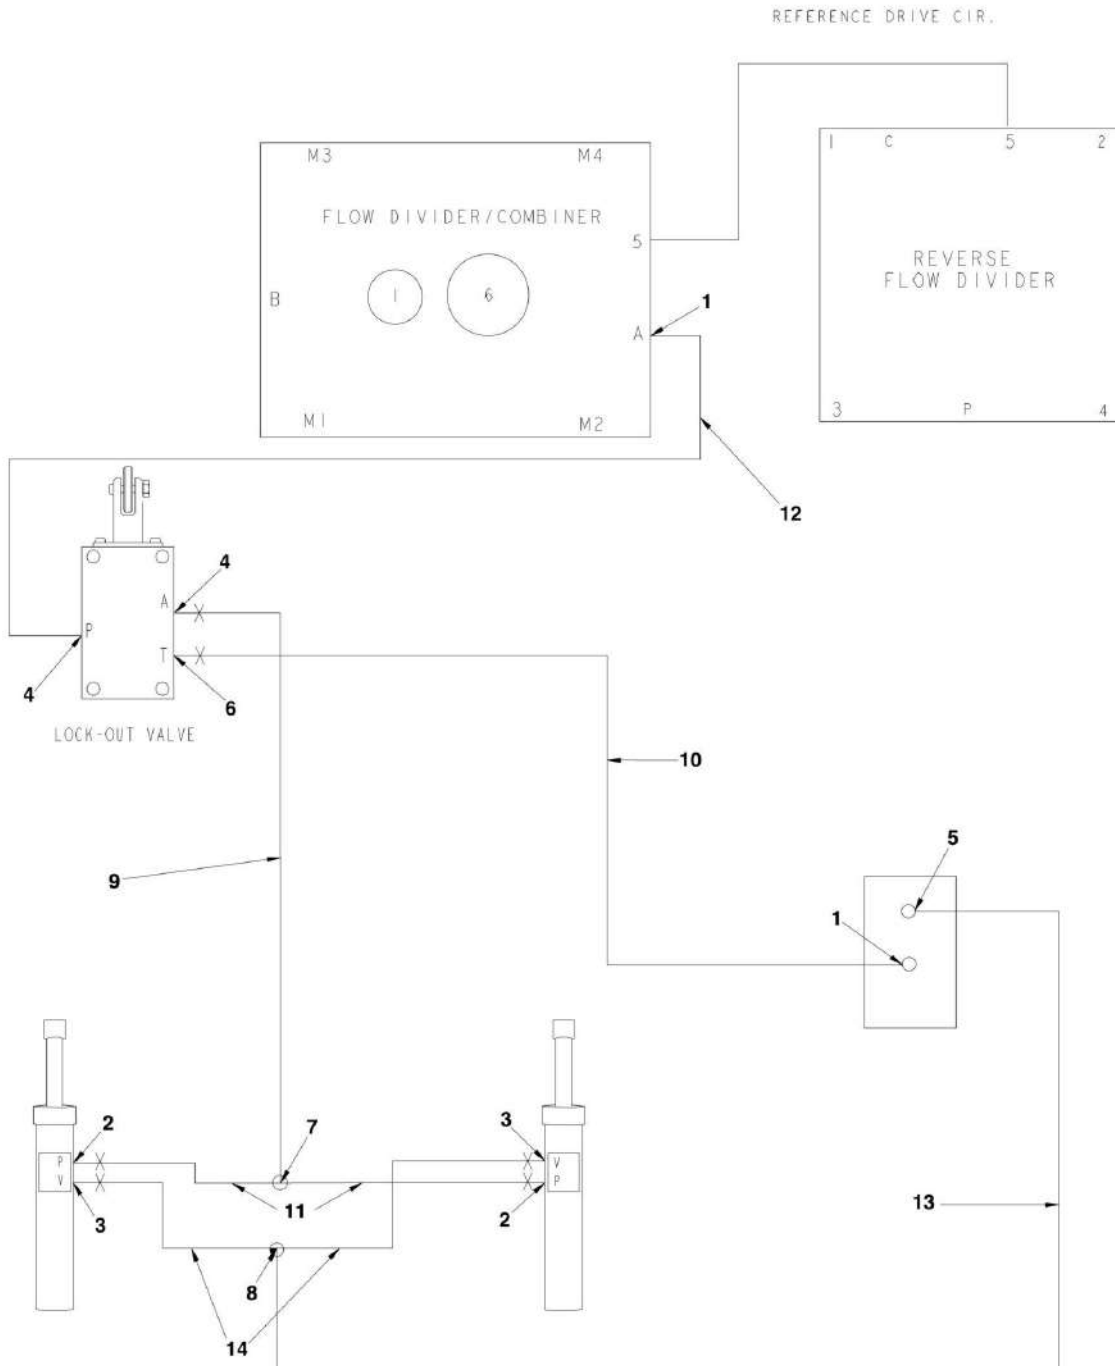 REFERENCE DRIVE CIR.
M3 M4
1 C 5 2
FLOW DIVIDER/COMBINER
5
REVERSE
FLOW DIVIDER
B 1 6
1
A
M1 M2
3 P 4
12
4
A
P
T
4
6
LOCK-OUT VALVE
10
5
9
1
2
3
7
P
V
V
P
11
3
2
13
8
14